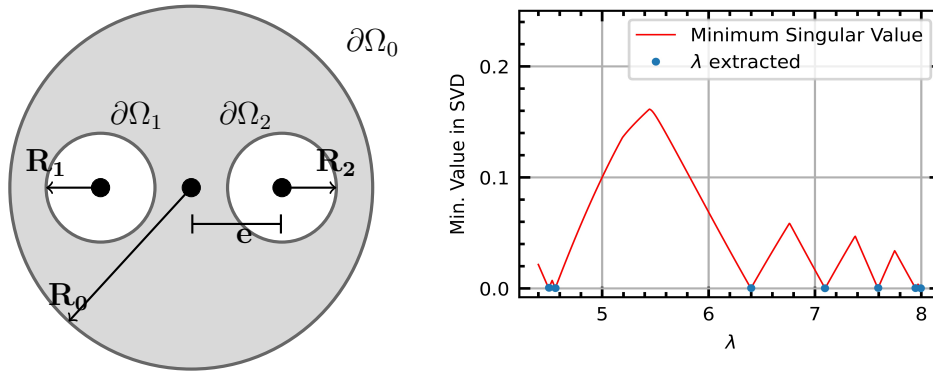 ∂Ω₀
∂Ω₁ ∂Ω₂
R₁ R₂
e
R₀
Minimum Singular Value
λ extracted
Min. Value in SVD
0.2
0.1
0.0
5 6 7 8
λ